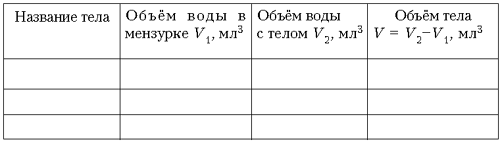 Название тела
Объём воды в
мензурке V₁, мл³
Объём воды
с телом V₂, мл³
Объём тела
V = V₂–V₁, мл³